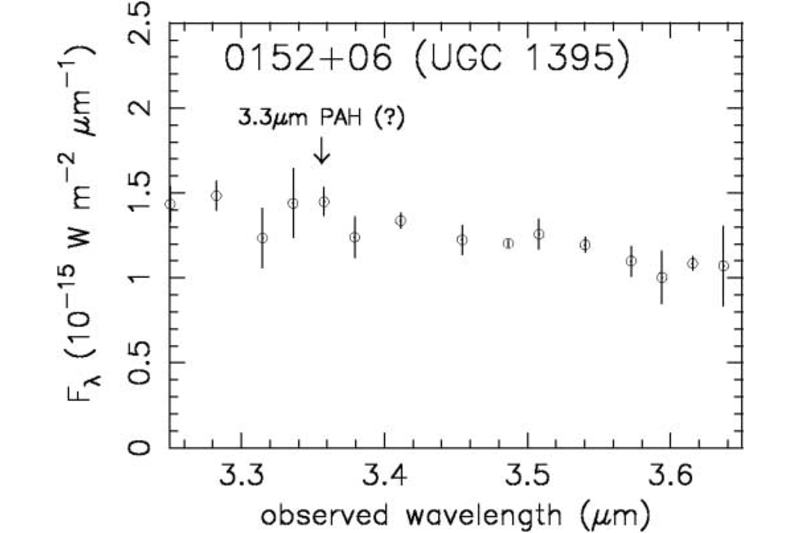 0152+06 (UGC 1395)
3.3μm PAH (?)
F_λ (10^−15 W m^−2 μm^−1)
2.5
2
1.5
1
0.5
0
3.3 3.4 3.5 3.6
observed wavelength (μm)